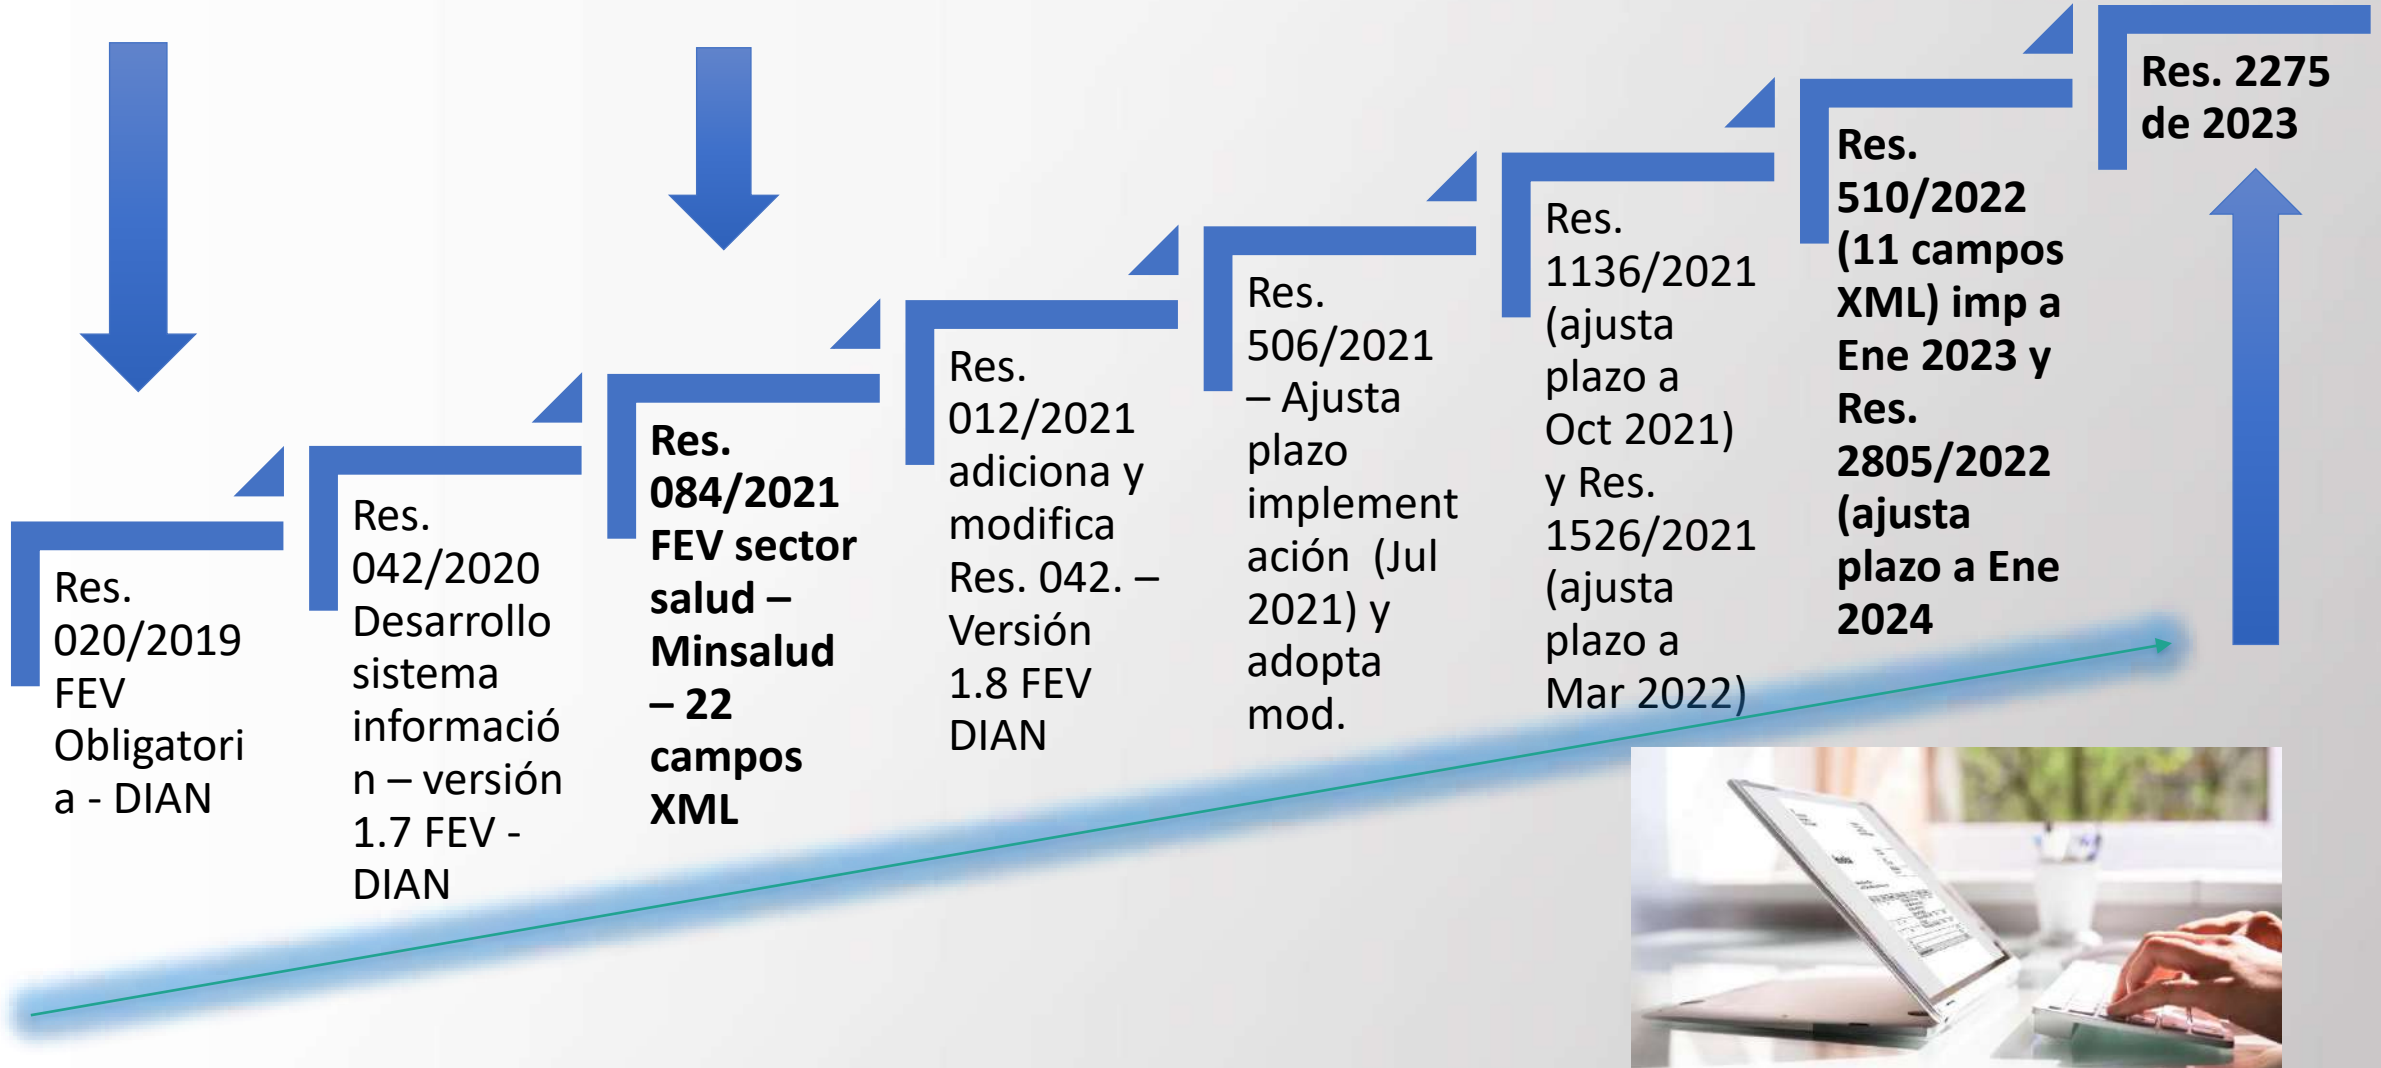 Res.
020/2019
FEV
Obligatori
a - DIAN
Res.
042/2020
Desarrollo
sistema
informació
n – versión
1.7 FEV -
DIAN
Res.
084/2021
FEV sector
salud –
Minsalud
– 22
campos
XML
Res.
012/2021
adiciona y
modifica
Res. 042. –
Versión
1.8 FEV
DIAN
Res.
506/2021
– Ajusta
plazo
implement
ación (Jul
2021) y
adopta
mod.
Res.
1136/2021
(ajusta
plazo a
Oct 2021)
y Res.
1526/2021
(ajusta
plazo a
Mar 2022)
Res.
510/2022
(11 campos
XML) imp a
Ene 2023 y
Res.
2805/2022
(ajusta
plazo a Ene
2024
Res. 2275
de 2023